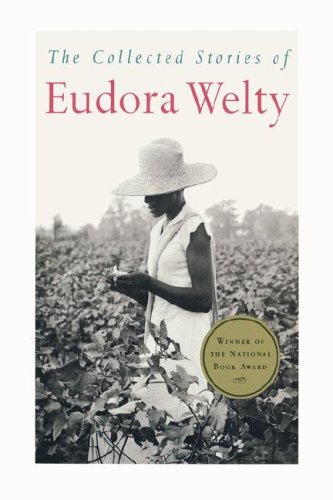 The Collected Stories of
Eudora Welty
WINNER OF
THE NATIONAL
BOOK AWARD